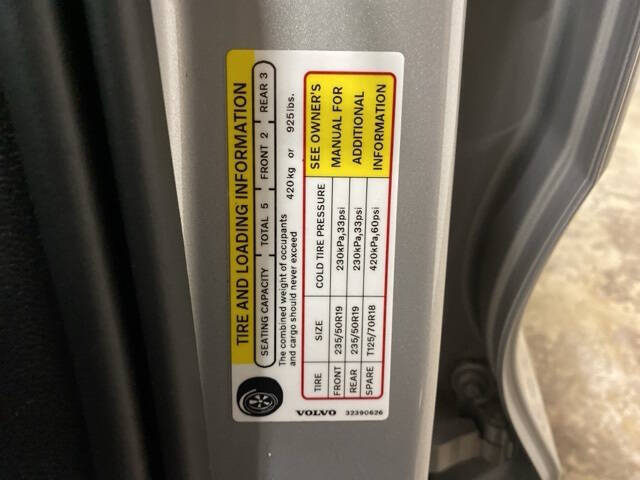 TIRE AND LOADING INFORMATION
SEATING CAPACITY TOTAL 5 FRONT 2 REAR 3
The combined weight of occupants
and cargo should never exceed 420kg or 925lbs.
TIRE SIZE COLD TIRE PRESSURE
FRONT 235/50R19 230kPa,33psi
REAR 235/50R19 230kPa,33psi
SPARE T125/70R18 420kPa,60psi
SEE OWNER'S
MANUAL FOR
ADDITIONAL
INFORMATION
VOLVO 32390626